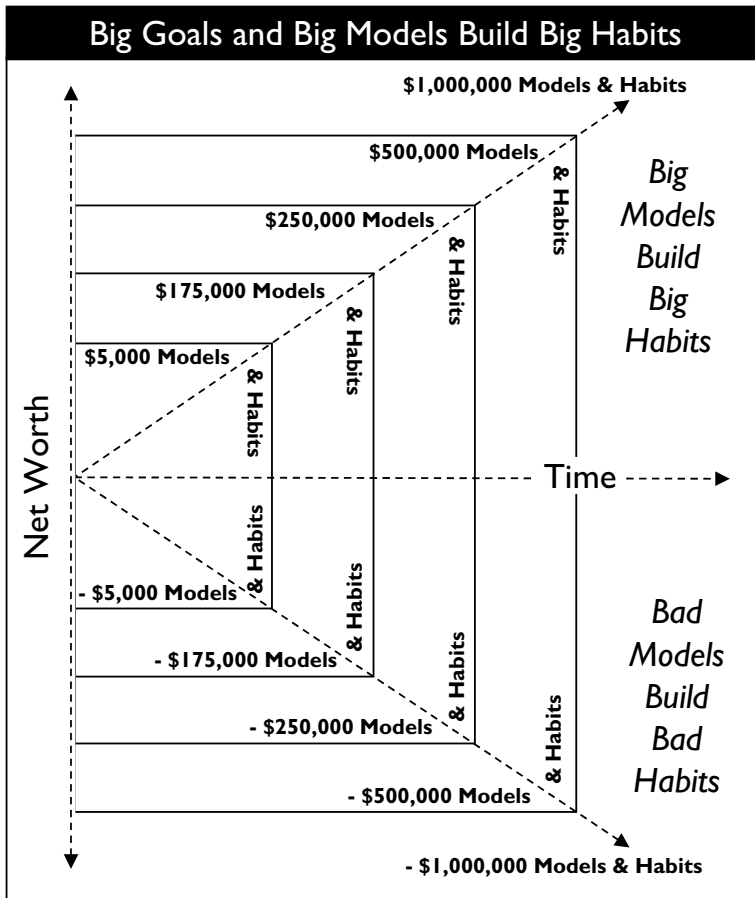 Big Goals and Big Models Build Big Habits
$1,000,000 Models & Habits
$500,000 Models
& Habits
$250,000 Models
& Habits
$175,000 Models
& Habits
$5,000 Models
& Habits
Big
Models
Build
Big
Habits
Net Worth
Time
- $5,000 Models
& Habits
- $175,000 Models
& Habits
- $250,000 Models
& Habits
- $500,000 Models
& Habits
Bad
Models
Build
Bad
Habits
- $1,000,000 Models & Habits